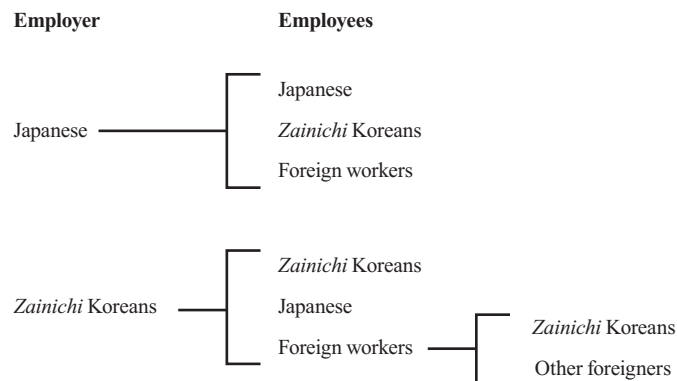 Employer Employees
Japanese
Japanese
Zainichi Koreans
Foreign workers
Zainichi Koreans
Zainichi Koreans
Japanese
Foreign workers
Zainichi Koreans
Other foreigners